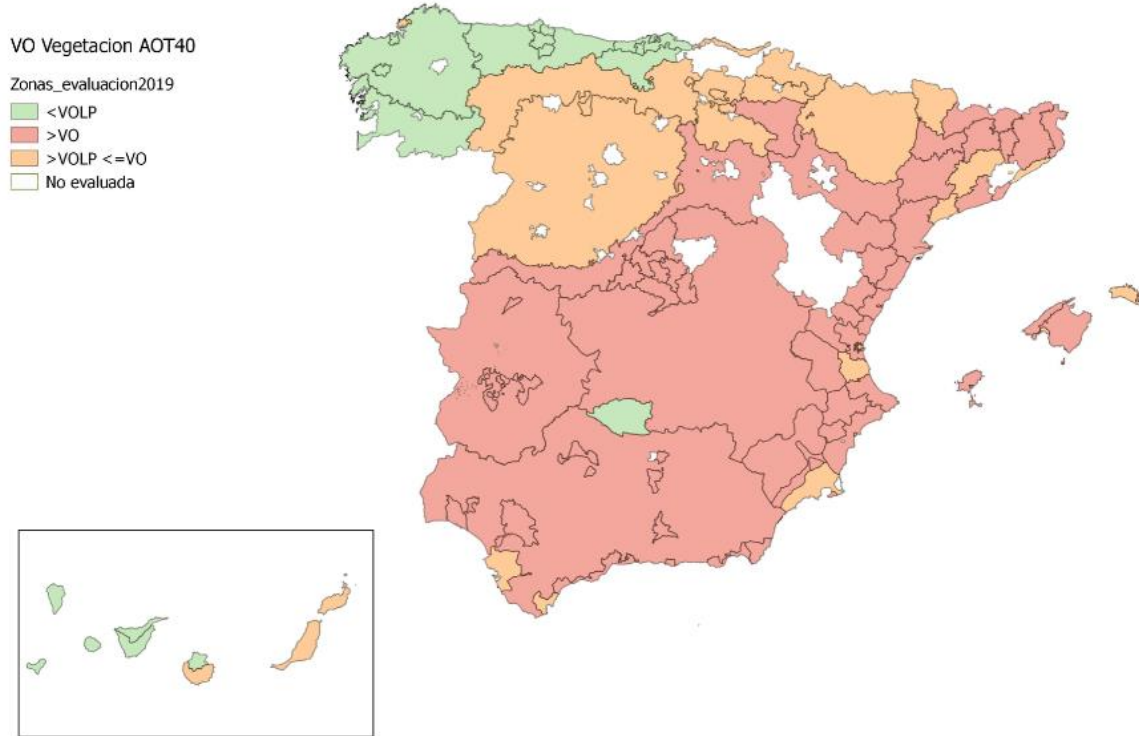 VO Vegetacion AOT40
Zonas_evaluacion2019
<VOLP
>VO
>VOLP <=VO
No evaluada